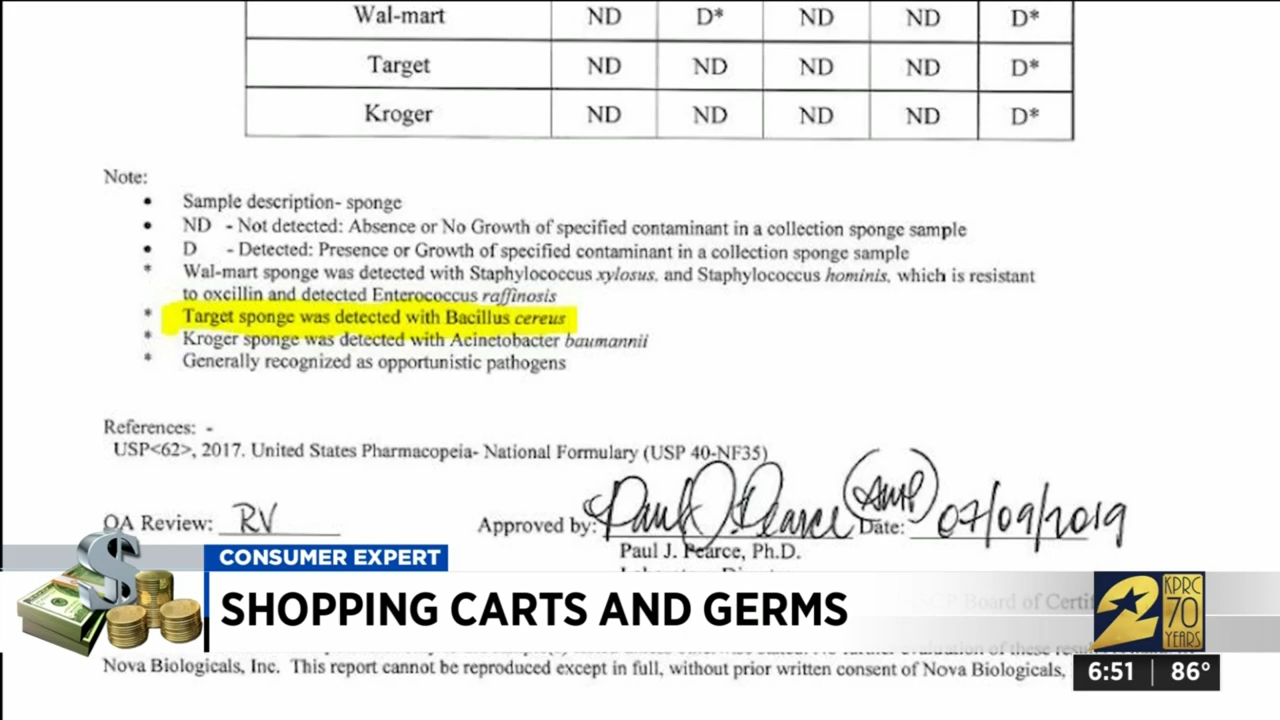 Wal-mart ND D* ND ND D*
Target ND ND ND ND D*
Kroger ND ND ND ND D*
Note:
• Sample description- sponge
• ND - Not detected: Absence or No Growth of specified contaminant in a collection sponge sample
• D - Detected: Presence or Growth of specified contaminant in a collection sponge sample
* Wal-mart sponge was detected with Staphylococcus xylosus, and Staphylococcus hominis, which is resistant
to oxcillin and detected Enterococcus raffinosis
* Target sponge was detected with Bacillus cereus
* Kroger sponge was detected with Acinetobacter baumannii
* Generally recognized as opportunistic pathogens
References: -
USP<62>, 2017. United States Pharmacopeia- National Formulary (USP 40-NF35)
QA Review: RV Approved by: Paul J Pearce Date: 07/09/2019
Paul J. Pearce, Ph.D.
CONSUMER EXPERT
SHOPPING CARTS AND GERMS
Board of
2 KPRC 70 YEARS
Nova Biologicals, Inc. This report cannot be reproduced except in full, without prior written consent of Nova Biologicals,
6:51 86°